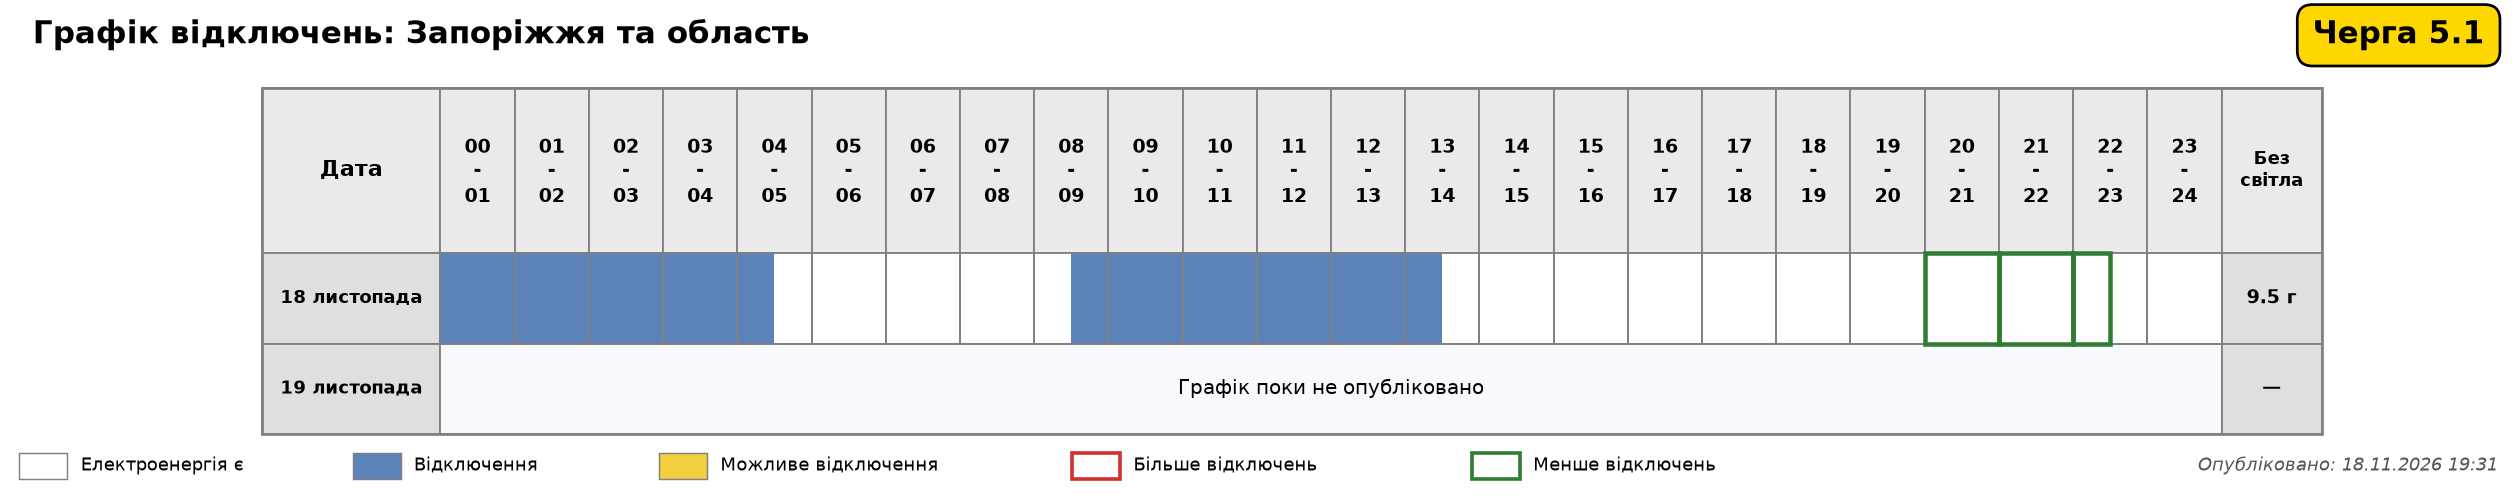 Графік відключень: Запоріжжя та область
Черга 5.1
Дата
00 - 01
01 - 02
02 - 03
03 - 04
04 - 05
05 - 06
06 - 07
07 - 08
08 - 09
09 - 10
10 - 11
11 - 12
12 - 13
13 - 14
14 - 15
15 - 16
16 - 17
17 - 18
18 - 19
19 - 20
20 - 21
21 - 22
22 - 23
23 - 24
Без
світла
18 листопада
9.5 г
19 листопада
Графік поки не опубліковано
—
Електроенергія є
Відключення
Можливе відключення
Більше відключень
Менше відключень
Опубліковано: 18.11.2026 19:31